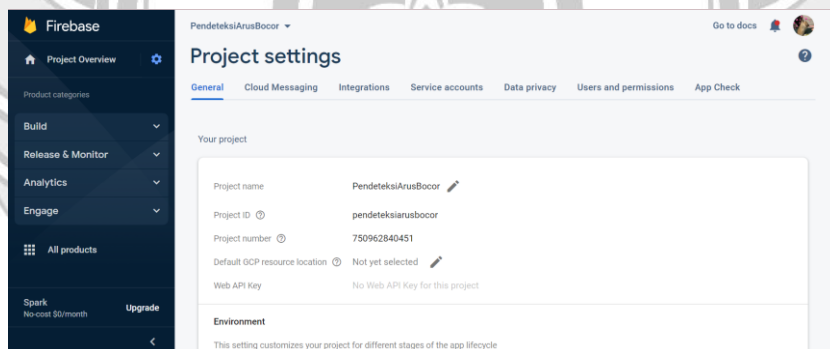 Firebase
PendeteksiArusBocor
Go to docs
Project Overview
Project settings
General Cloud Messaging Integrations Service accounts Data privacy Users and permissions App Check
Product categories
Build
Release & Monitor
Analytics
Engage
All products
Spark
No-cost $0/month
Upgrade
Your project
Project name PendeteksiArusBocor
Project ID pendeteksiarusbocor
Project number 750962840451
Default GCP resource location Not yet selected
Web API Key No Web API Key for this project
Environment
This setting customizes your project for different stages of the app lifecycle